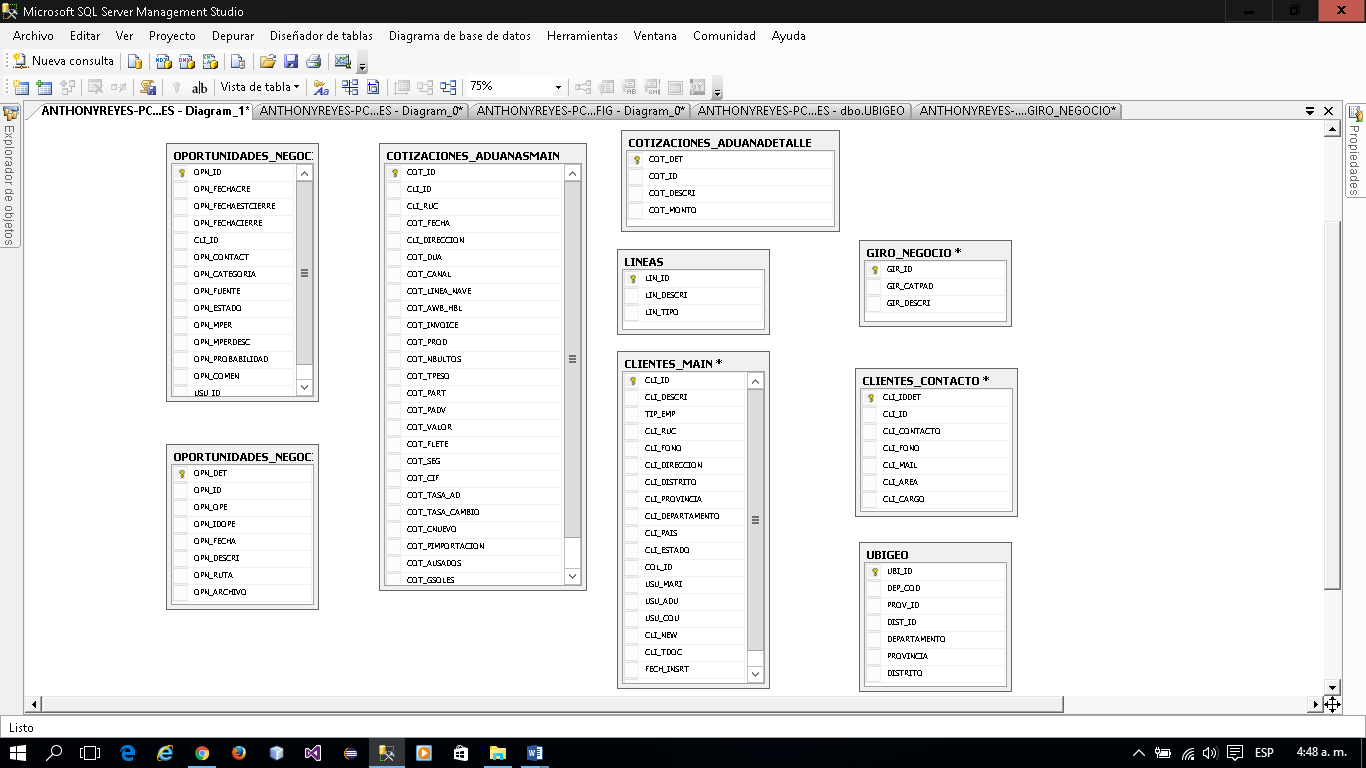 Microsoft SQL Server Management Studio
Archivo Editar Ver Proyecto Depurar Diseñador de tablas Diagrama de base de datos Herramientas Ventana Comunidad Ayuda
Nueva consulta
Vista de tabla 75%
ANTHONYREYES-PC...ES - Diagram_1* ANTHONYREYES-PC...ES - Diagram_0* ANTHONYREYES-PC...FIG - Diagram_0* ANTHONYREYES-PC...ES - dbo.UBIGEO ANTHONYREYES-....GIRO_NEGOCIO*
Explorador de objetos
Propiedades
OPORTUNIDADES_NEGOC
OPN_ID
OPN_FECHACRE
OPN_FECHAESTCIERRE
OPN_FECHACIERRE
CLI_ID
OPN_CONTACT
OPN_CATEGORIA
OPN_FUENTE
OPN_ESTADO
OPN_MPER
OPN_MPERDESC
OPN_PROBABILIDAD
OPN_COMEN
USU_ID
OPORTUNIDADES_NEGOC
OPN_DET
OPN_ID
OPN_OPE
OPN_IDOPE
OPN_FECHA
OPN_DESCRI
OPN_RUTA
OPN_ARCHIVO
COTIZACIONES_ADUANASMAIN
COT_ID
CLI_ID
CLI_RUC
COT_FECHA
CLI_DIRECCION
COT_DUA
COT_CANAL
COT_LINEA_NAVE
COT_AWB_HBL
COT_INVOICE
COT_PROD
COT_NBULTOS
COT_TPESO
COT_PART
COT_PADV
COT_VALOR
COT_FLETE
COT_SEG
COT_CIF
COT_TASA_AD
COT_TASA_CAMBIO
COT_CNUEVO
COT_PIMPORTACION
COT_AUSADOS
COT_GSOLES
COTIZACIONES_ADUANADETALLE
COT_DET
COT_ID
COT_DESCRI
COT_MONTO
LINEAS
LIN_ID
LIN_DESCRI
LIN_TIPO
CLIENTES_MAIN *
CLI_ID
CLI_DESCRI
TIP_EMP
CLI_RUC
CLI_FONO
CLI_DIRECCION
CLI_DISTRITO
CLI_PROVINCIA
CLI_DEPARTAMENTO
CLI_PAIS
CLI_ESTADO
COL_ID
USU_MARI
USU_ADU
USU_COU
CLI_NEW
CLI_TDOC
FECH_INSRT
GIRO_NEGOCIO *
GIR_ID
GIR_CATPAD
GIR_DESCRI
CLIENTES_CONTACTO *
CLI_IDDET
CLI_ID
CLI_CONTACTO
CLI_FONO
CLI_MAIL
CLI_AREA
CLI_CARGO
UBIGEO
UBI_ID
DEP_COD
PROV_ID
DIST_ID
DEPARTAMENTO
PROVINCIA
DISTRITO
Listo
ESP 4:48 a. m.